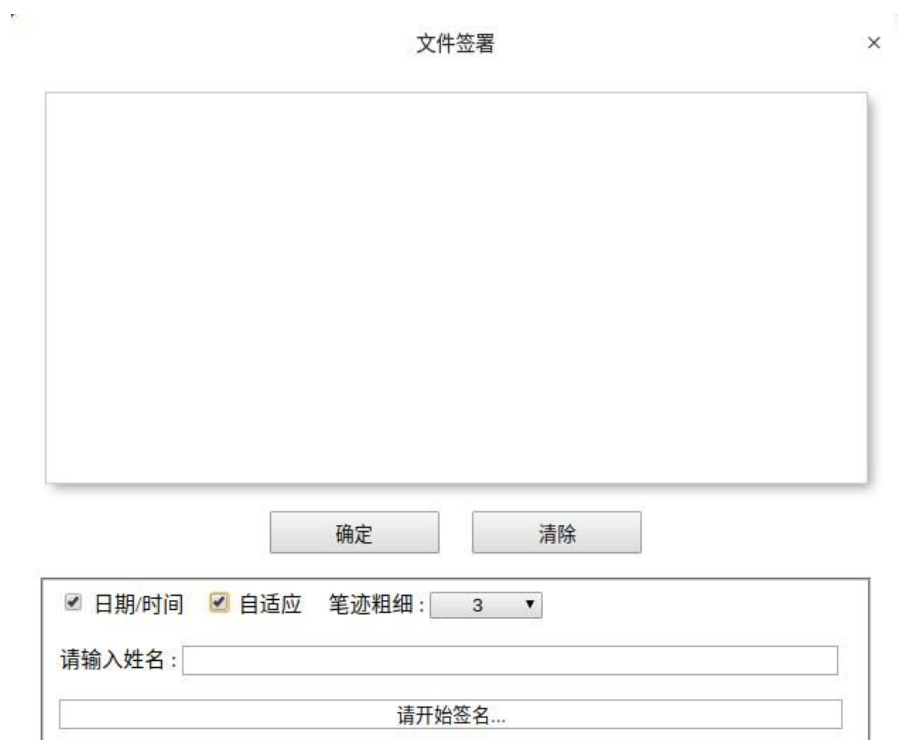 文件签署 ×
确定 清除
日期/时间 自适应 笔迹粗细 : 3
请输入姓名 :
请开始签名...